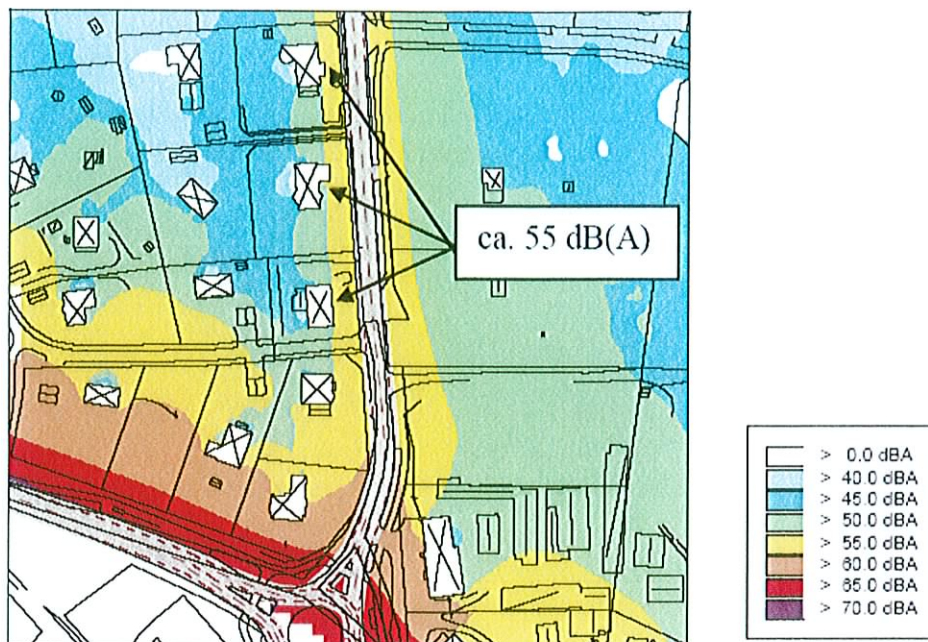 ca. 55 dB(A)
> 0.0 dBA
> 40.0 dBA
> 45.0 dBA
> 50.0 dBA
> 55.0 dBA
> 60.0 dBA
> 65.0 dBA
> 70.0 dBA